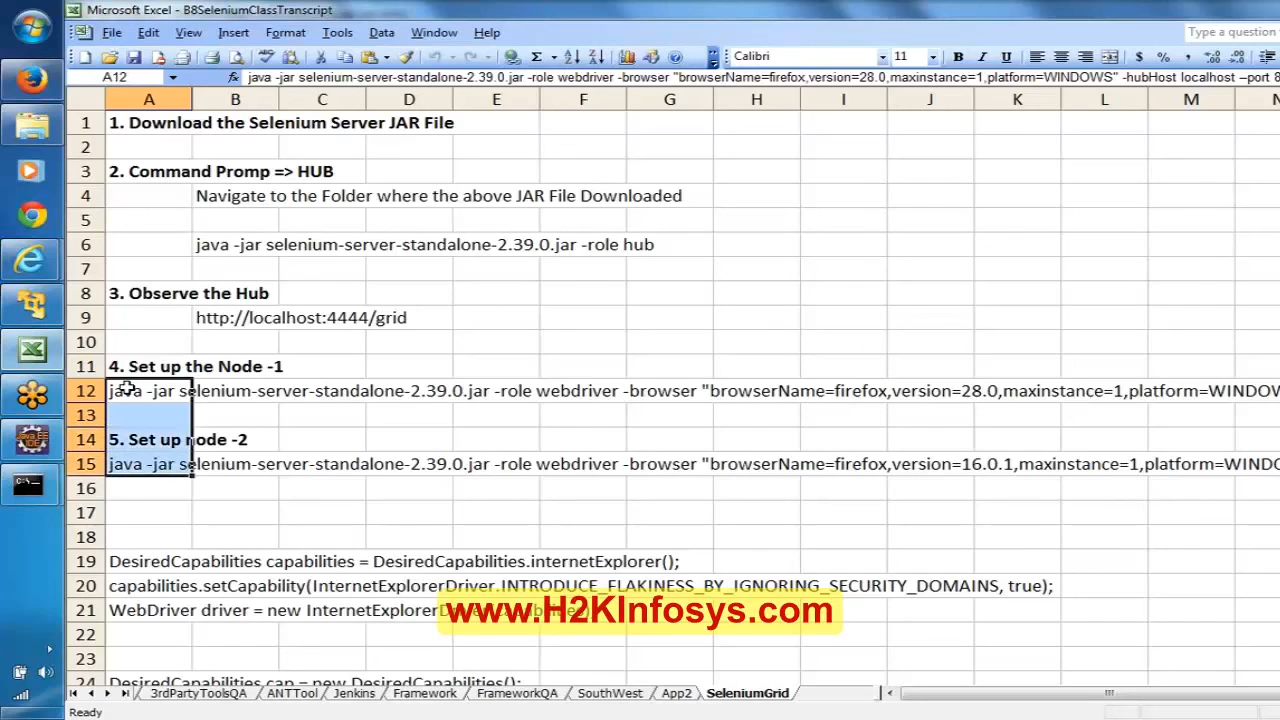 Microsoft Excel - B8SeleniumClassTranscript
File Edit View Insert Format Tools Data Window Help
Type a question
Calibri 11 B I U $ % ,
A12 fx java -jar selenium-server-standalone-2.39.0.jar -role webdriver -browser "browserName=firefox,version=28.0,maxinstance=1,platform=WINDOWS" -hubHost localhost –port
A B C D E F G H I J K L M
1 1. Download the Selenium Server JAR File
2
3 2. Command Promp => HUB
4 Navigate to the Folder where the above JAR File Downloaded
5
6 java -jar selenium-server-standalone-2.39.0.jar -role hub
7
8 3. Observe the Hub
9 http://localhost:4444/grid
10
11 4. Set up the Node -1
12 java -jar selenium-server-standalone-2.39.0.jar -role webdriver -browser "browserName=firefox,version=28.0,maxinstance=1,platform=WINDOW
13
14 5. Set up node -2
15 java -jar selenium-server-standalone-2.39.0.jar -role webdriver -browser "browserName=firefox,version=16.0.1,maxinstance=1,platform=WINDO
16
17
18
19 DesiredCapabilities capabilities = DesiredCapabilities.internetExplorer();
20 capabilities.setCapability(InternetExplorerDriver.INTRODUCE_FLAKINESS_BY_IGNORING_SECURITY_DOMAINS, true);
21 WebDriver driver = new InternetExplorerD
www.H2KInfosys.com
22
23
24 DesiredCapabilities cap = new DesiredCapabilities();
3rdPartyToolsQA ANTTool Jenkins Framework FrameworkQA SouthWest App2 SeleniumGrid
Ready